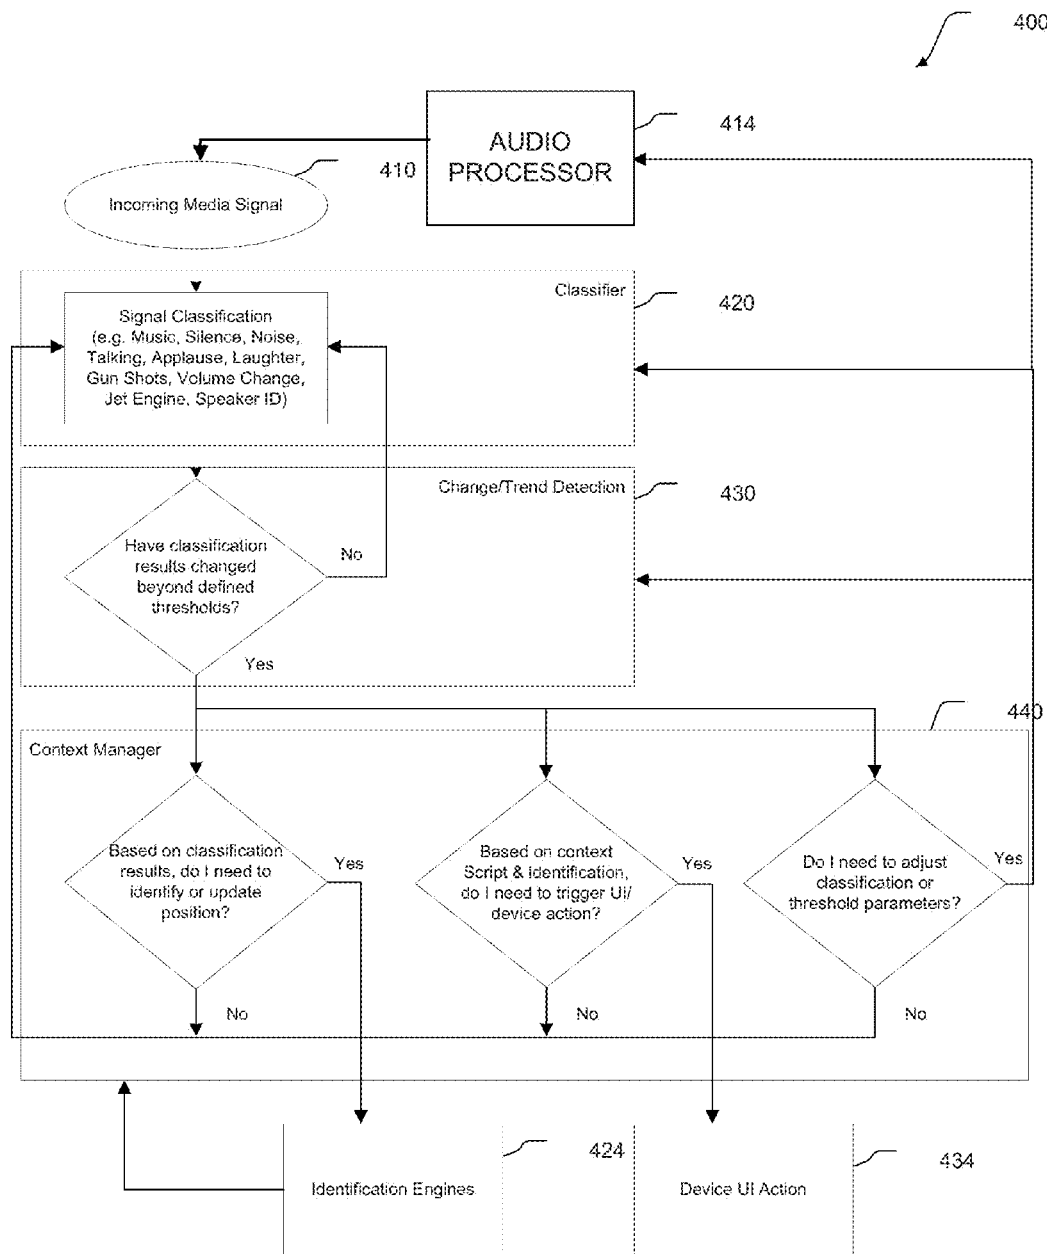 400
AUDIO
PROCESSOR
414
410
Incoming Media Signal
Classifier
420
Signal Classification
(e.g. Music, Silence, Noise,
Talking, Applause, Laughter,
Gun Shots, Volume Change,
Jet Engine, Speaker ID)
Change/Trend Detection
430
Have classification
results changed
beyond defined
thresholds?
No
Yes
440
Context Manager
Based on classification
results, do I need to
identify or update
position?
Yes
No
Based on context
Script & Identification,
do I need to trigger UI/
device action?
Yes
No
Do I need to adjust
classification or
threshold parameters?
Yes
No
Identification Engines
424
Device UI Action
434